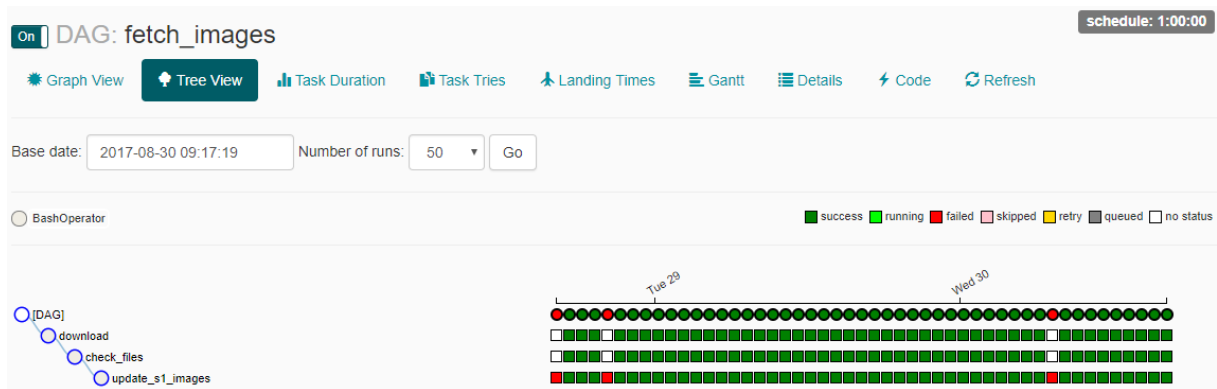 schedule: 1:00:00
On DAG: fetch_images
Graph View Tree View Task Duration Task Tries Landing Times Gantt Details Code Refresh
Base date: 2017-08-30 09:17:19 Number of runs: 50 Go
BashOperator success running failed skipped retry queued no status
Tue 29 Wed 30
[DAG]
download
check_files
update_s1_images